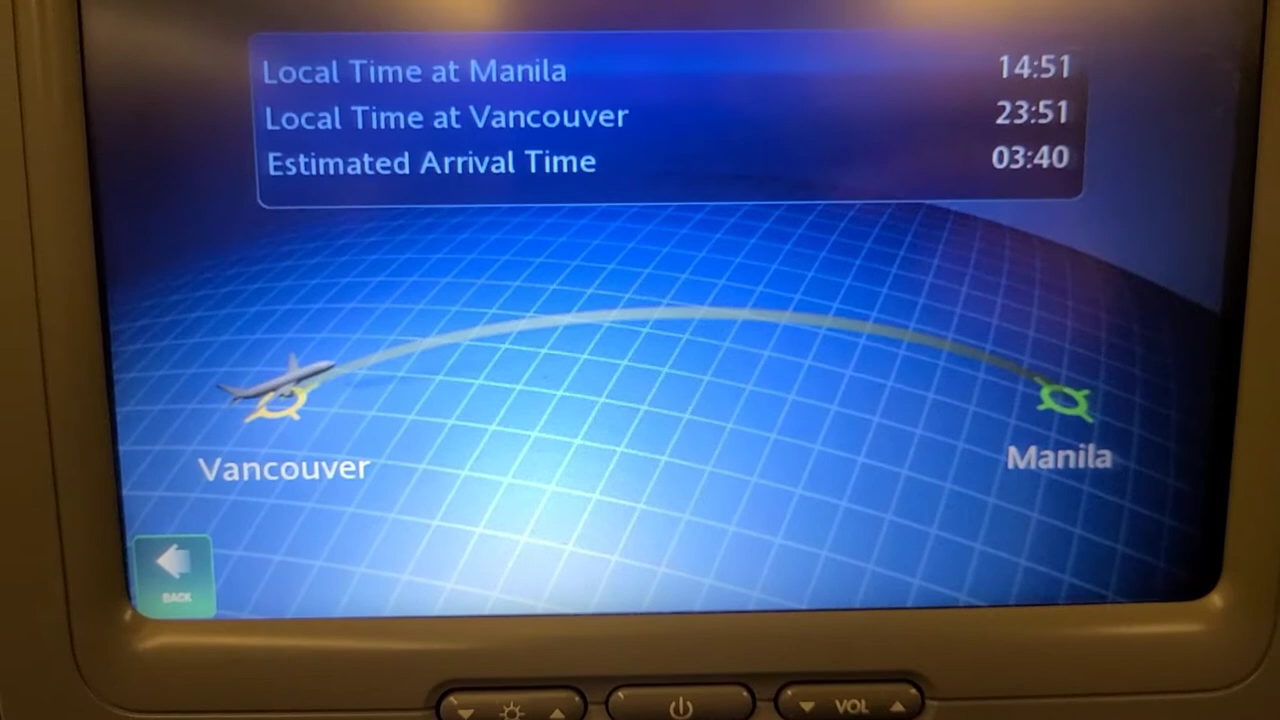 Local Time at Manila 14:51
Local Time at Vancouver 23:51
Estimated Arrival Time 03:40
Vancouver
Manila
BACK
VOL